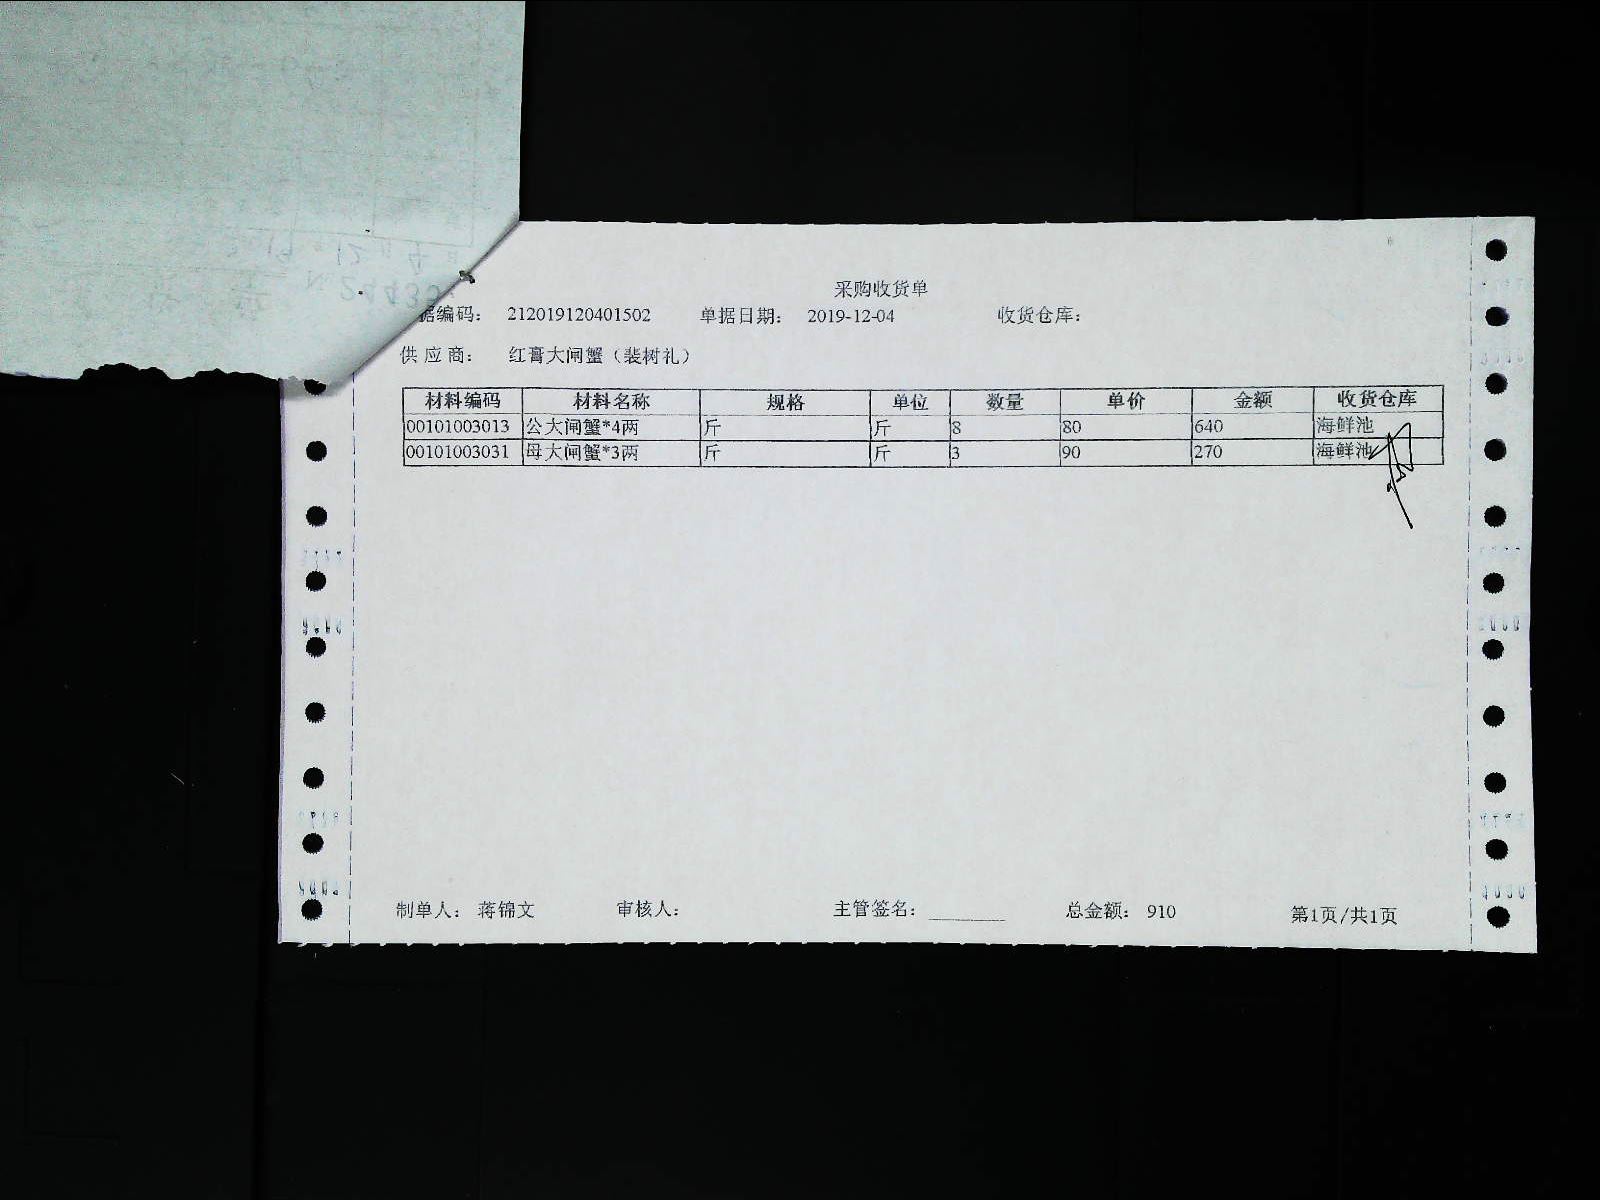 采购收货单
据编码： 212019120401502 单据日期： 2019-12-04 收货仓库：
供应商： 红膏大闸蟹（裴树礼）
材料编码 材料名称 规格 单位 数量 单价 金额 收货仓库
00101003013 公大闸蟹*4两 斤 斤 8 80 640 海鲜池
00101003031 母大闸蟹*3两 斤 斤 3 90 270 海鲜池
制单人： 蒋锦文 审核人： 主管签名： 总金额： 910 第1页/共1页